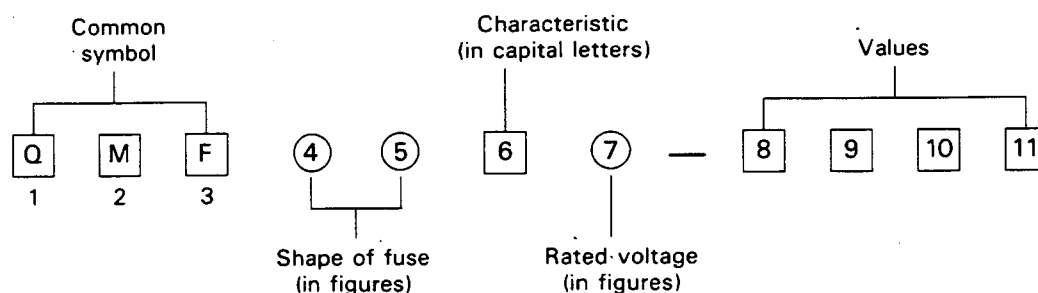 Common
symbol
Characteristic
(in capital letters)
Values
Q M F 4 5 6 7 — 8 9 10 11
1 2 3
Shape of fuse
(in figures)
Rated voltage
(in figures)